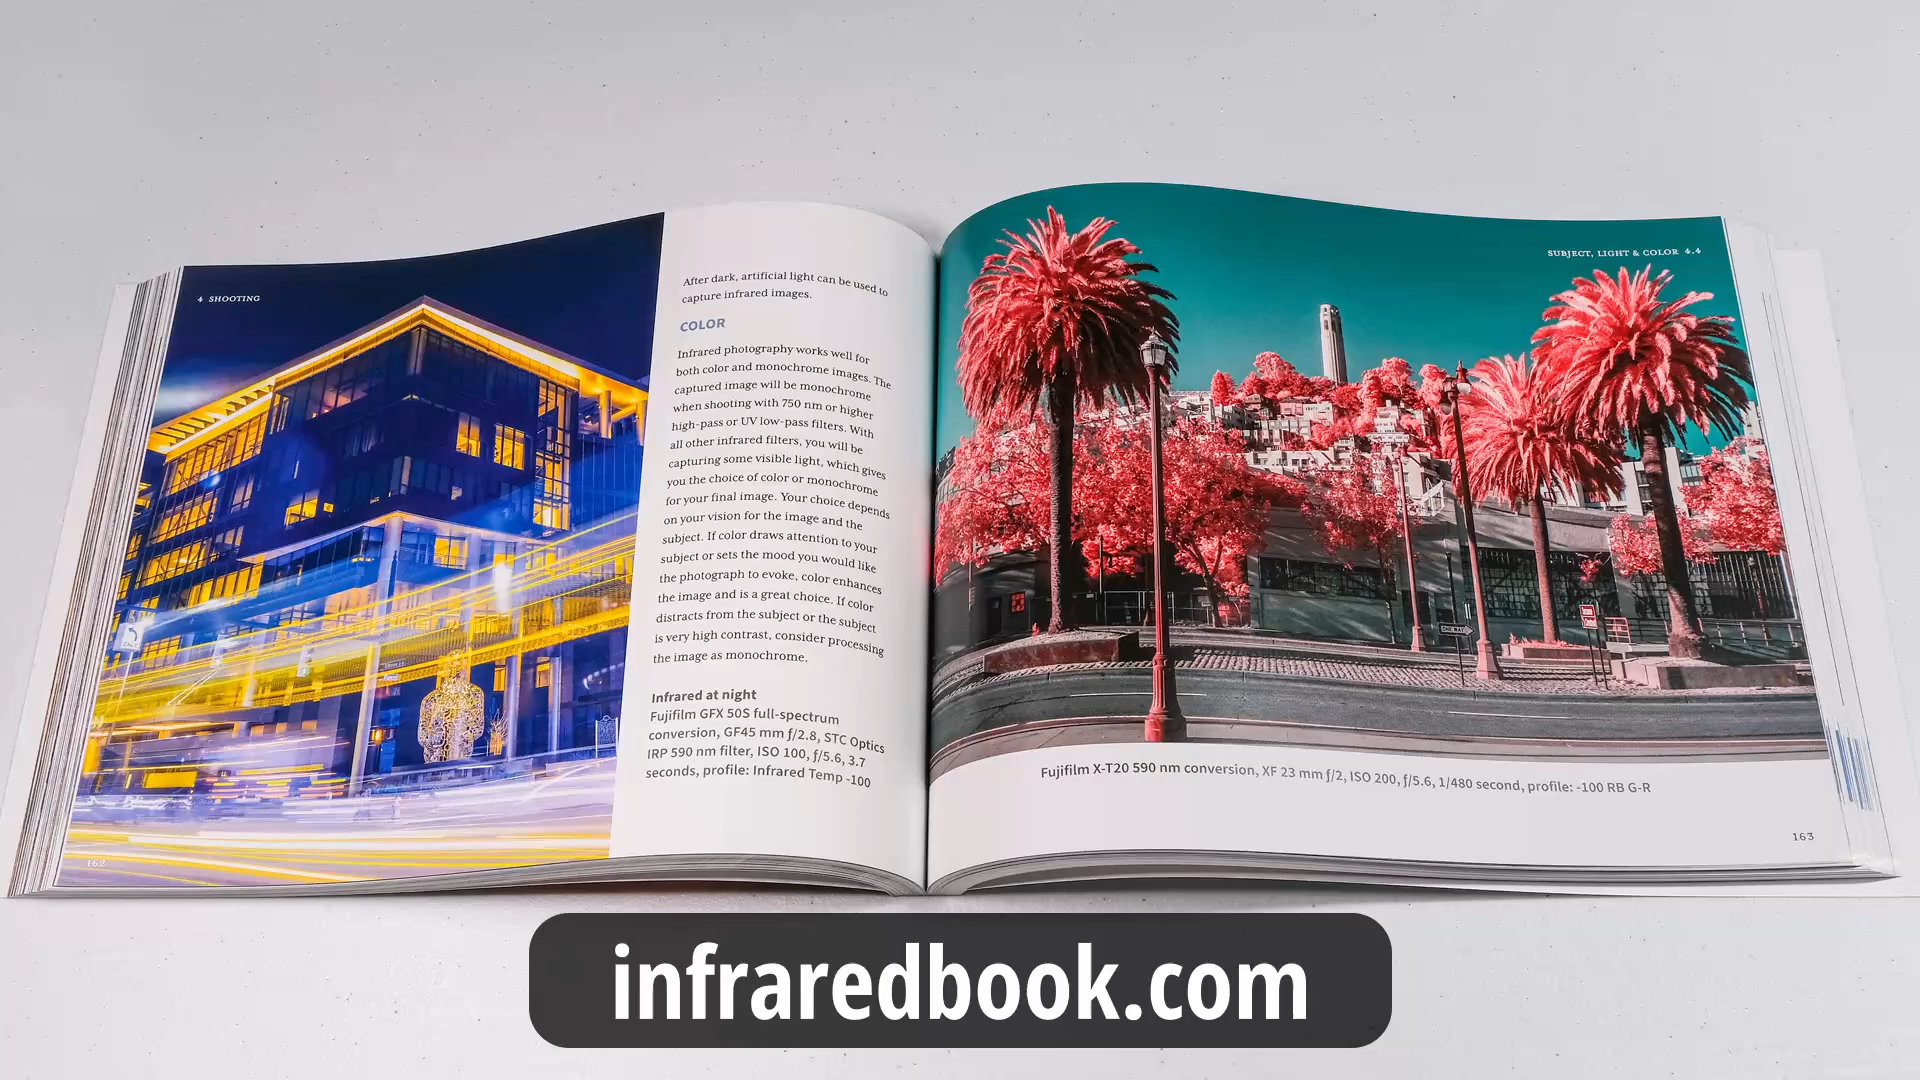 4 SHOOTING
After dark, artificial light can be used to
capture infrared images.
COLOR
Infrared photography works well for
both color and monochrome images. The
captured image will be monochrome
when shooting with 750 nm or higher
high-pass or UV low-pass filters. With
all other infrared filters, you will be
capturing some visible light, which gives
you the choice of color or monochrome
for your final image. Your choice depends
on your vision for the image and the
subject. If color draws attention to your
subject or sets the mood you would like
the photograph to evoke, color enhances
the image and is a great choice. If color
distracts from the subject or the subject
is very high contrast, consider processing
the image as monochrome.
Infrared at night
Fujifilm GFX 50S full-spectrum
conversion, GF45 mm ƒ/2.8, STC Optics
IRP 590 nm filter, ISO 100, ƒ/5.6, 3.7
seconds, profile: Infrared Temp -100
162
SUBJECT, LIGHT & COLOR 4.4
ONE WAY
Fujifilm X-T20 590 nm conversion, XF 23 mm ƒ/2, ISO 200, ƒ/5.6, 1/480 second, profile: -100 RB G-R
163
infraredbook.com